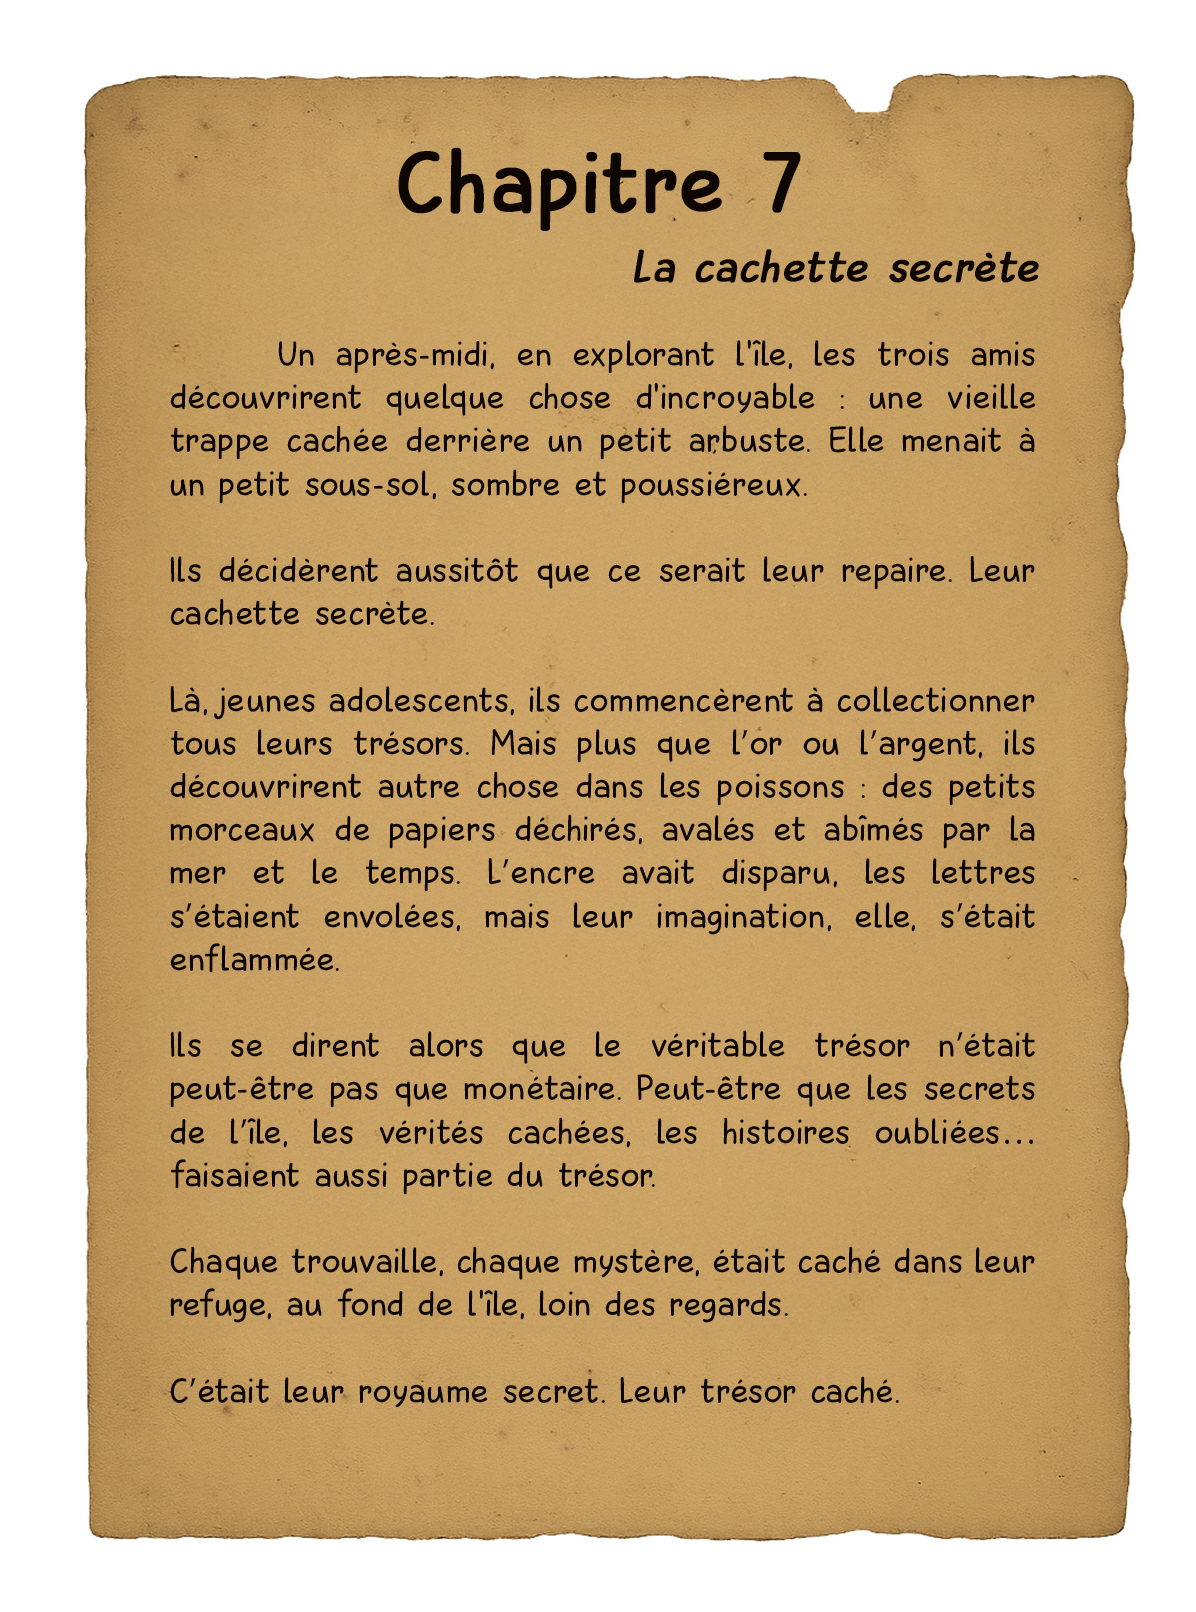 Chapitre 7
La cachette secrète
Un après-midi, en explorant l'île, les trois amis
découvrirent quelque chose d'incroyable : une vieille
trappe cachée derrière un petit arbuste. Elle menait à
un petit sous-sol, sombre et poussiéreux.
Ils décidèrent aussitôt que ce serait leur repaire. Leur
cachette secrète.
Là, jeunes adolescents, ils commencèrent à collectionner
tous leurs trésors. Mais plus que l’or ou l’argent, ils
découvrirent autre chose dans les poissons : des petits
morceaux de papiers déchirés, avalés et abîmés par la
mer et le temps. L’encre avait disparu, les lettres
s’étaient envolées, mais leur imagination, elle, s’était
enflammée.
Ils se dirent alors que le véritable trésor n’était
peut-être pas que monétaire. Peut-être que les secrets
de l’île, les vérités cachées, les histoires oubliées...
faisaient aussi partie du trésor.
Chaque trouvaille, chaque mystère, était caché dans leur
refuge, au fond de l'île, loin des regards.
C’était leur royaume secret. Leur trésor caché.